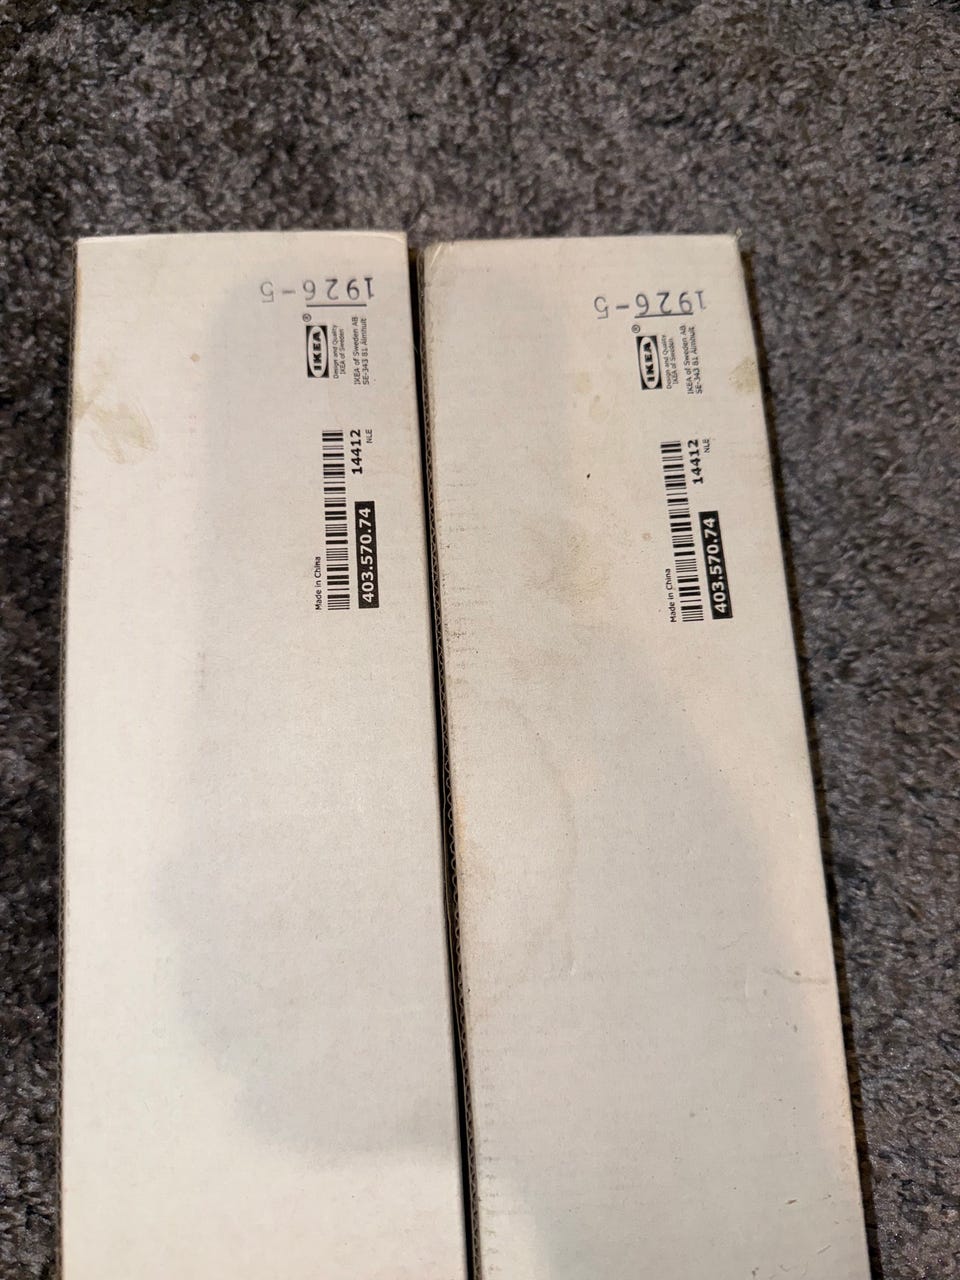 1926-5
IKEA®
Design and Quality
IKEA of Sweden
IKEA of Sweden AB
SE-343 81 Älmhult
14412
NLE
Made in China
403.570.74
1926-5
IKEA®
Design and Quality
IKEA of Sweden
IKEA of Sweden AB
SE-343 81 Älmhult
14412
NLE
Made in China
403.570.74